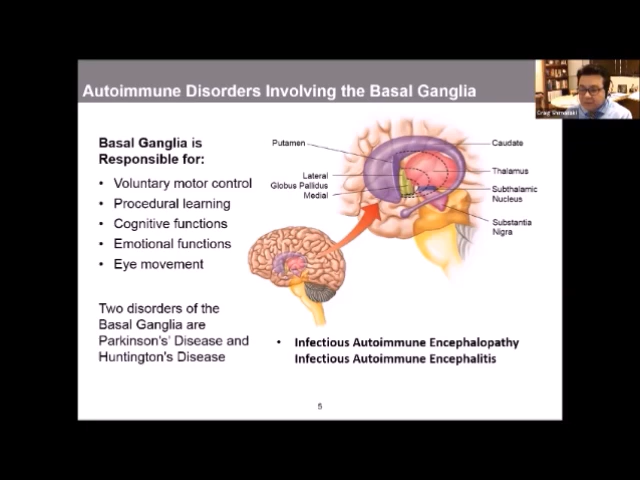 Autoimmune Disorders Involving the Basal Ganglia
Basal Ganglia is
Responsible for:
• Voluntary motor control
• Procedural learning
• Cognitive functions
• Emotional functions
• Eye movement
Two disorders of the
Basal Ganglia are
Parkinson's' Disease and
Huntington's Disease
Putamen
Lateral
Globus Pallidus
Medial
Caudate
Thalamus
Subthalamic
Nucleus
Substantia
Nigra
• Infectious Autoimmune Encephalopathy
Infectious Autoimmune Encephalitis
5
Craig